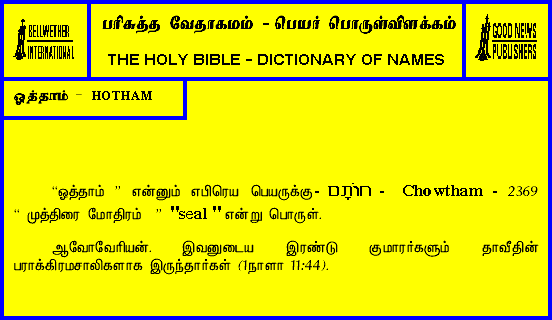 BELLWETHER
INTERNATIONAL
பரிசுத்த வேதாகமம் - பெயர் பொருள்விளக்கம்
THE HOLY BIBLE - DICTIONARY OF NAMES
GOOD NEWS
PUBLISHERS
ஒத்தாம் - HOTHAM
“ஒத்தாம் ” என்னும் எபிரெய பெயருக்கு- חֹתָם - Chowtham - 2369
“ முத்திரை மோதிரம் ” "seal" என்று பொருள்.
ஆவோவேரியன். இவனுடைய இரண்டு குமாரர்களும் தாவீதின்
பராக்கிரமசாலிகளாக இருந்தார்கள் (1நாளா 11:44).